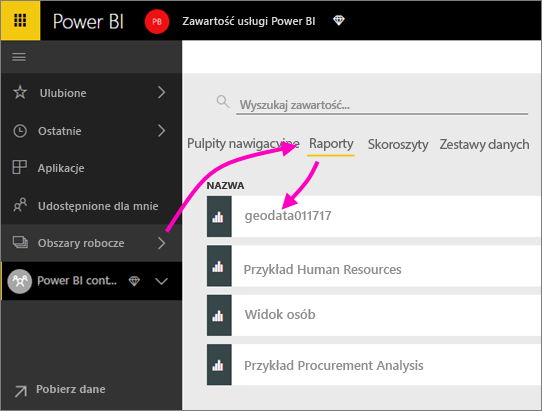 Power BI PB Zawartość usługi Power BI
Ulubione
Ostatnie
Aplikacje
Udostępnione dla mnie
Obszary robocze
Power BI cont...
Pobierz dane
Wyszukaj zawartość...
Pulpity nawigacyjne Raporty Skoroszyty Zestawy danych
NAZWA
geodata011717
Przykład Human Resources
Widok osób
Przykład Procurement Analysis